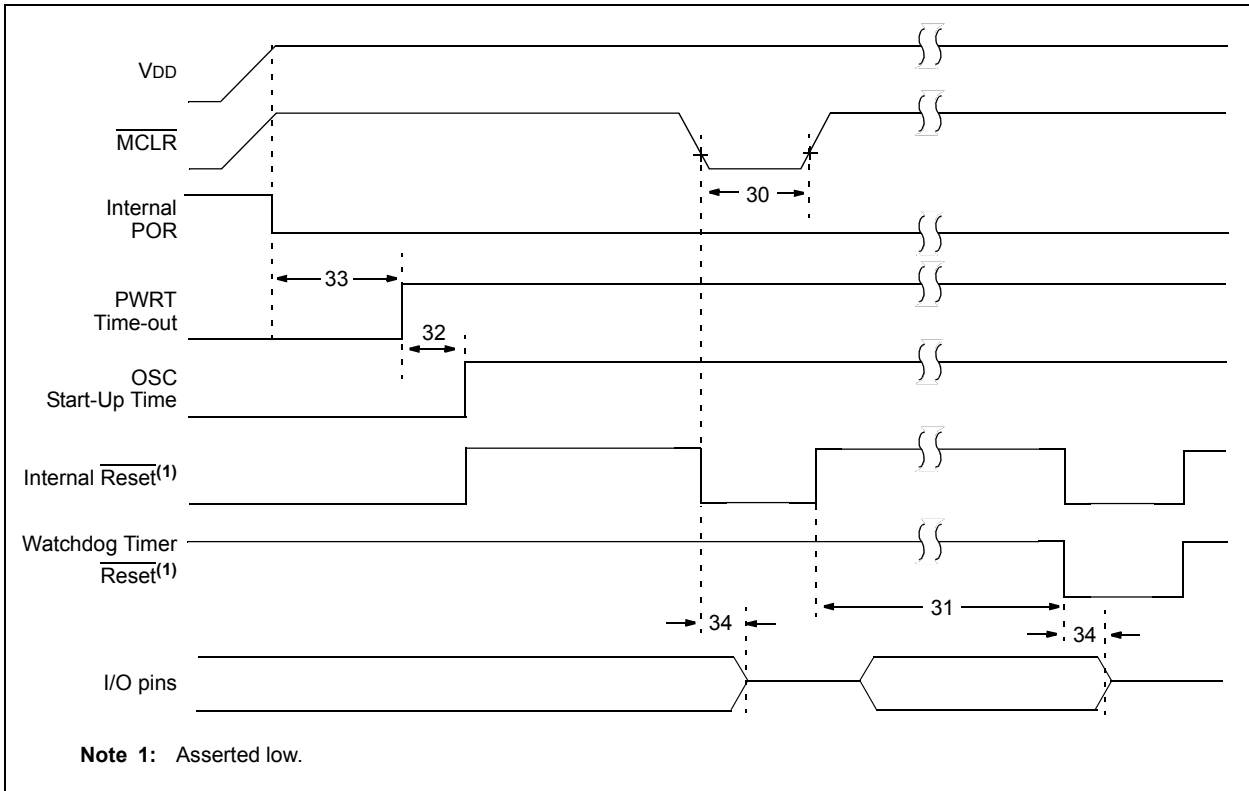 VDD
MCLR
30
Internal
POR
33
PWRT
Time-out
32
OSC
Start-Up Time
Internal Reset(1)
Watchdog Timer
Reset(1)
31
34
34
I/O pins
Note 1: Asserted low.